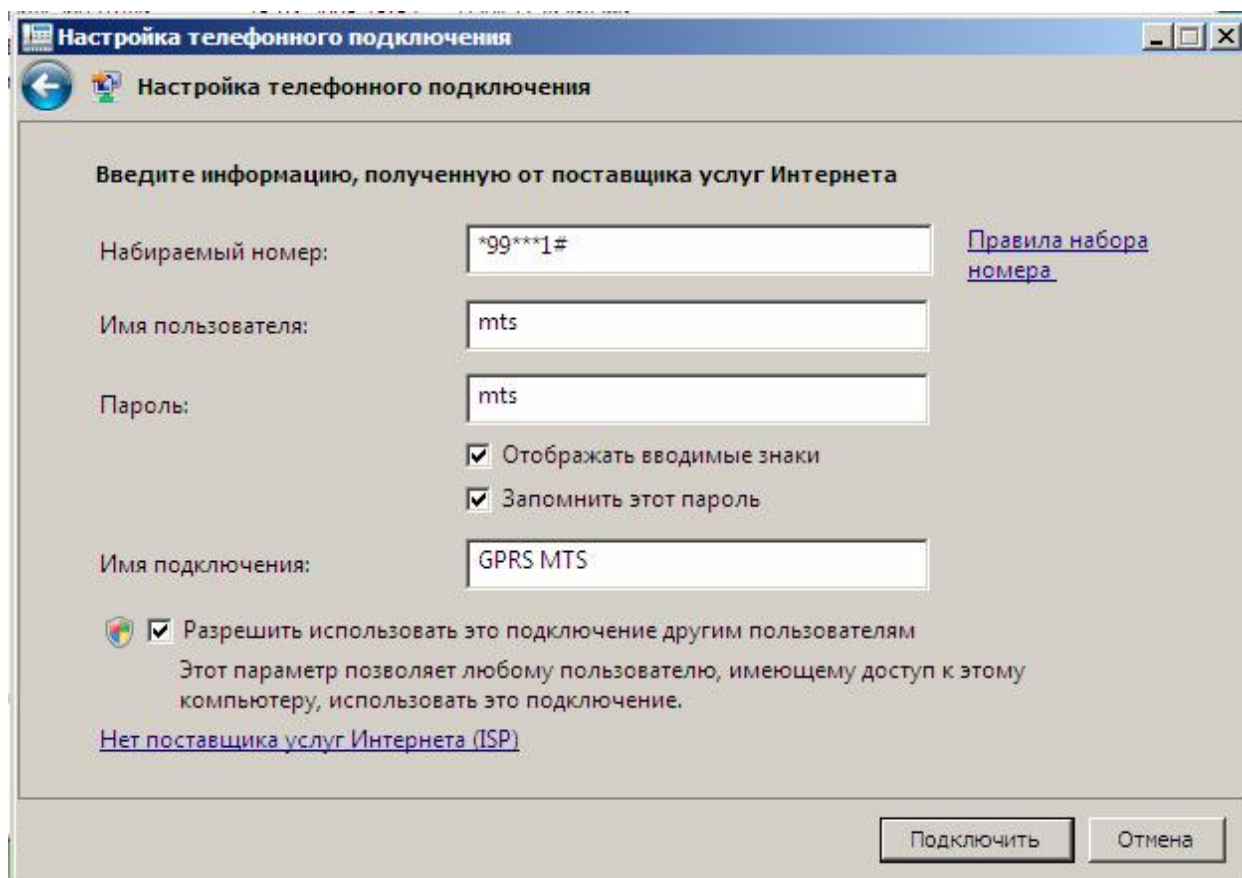 Настройка телефонного подключения
Настройка телефонного подключения
Введите информацию, полученную от поставщика услуг Интернета
Набираемый номер:
*99***1#
Правила набора
номера
Имя пользователя:
mts
Пароль:
mts
Отображать вводимые знаки
Запомнить этот пароль
Имя подключения:
GPRS MTS
Разрешить использовать это подключение другим пользователям
Этот параметр позволяет любому пользователю, имеющему доступ к этому
компьютеру, использовать это подключение.
Нет поставщика услуг Интернета (ISP)
Подключить
Отмена